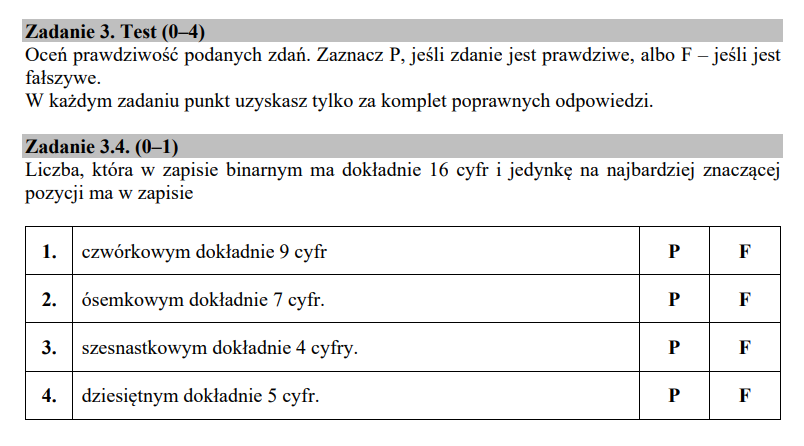 Zadanie 3. Test (0–4)
Oceń prawdziwość podanych zdań. Zaznacz P, jeśli zdanie jest prawdziwe, albo F – jeśli jest
fałszywe.
W każdym zadaniu punkt uzyskasz tylko za komplet poprawnych odpowiedzi.
Zadanie 3.4. (0–1)
Liczba, która w zapisie binarnym ma dokładnie 16 cyfr i jedynkę na najbardziej znaczącej
pozycji ma w zapisie
1. czwórkowym dokładnie 9 cyfr P F
2. ósemkowym dokładnie 7 cyfr. P F
3. szesnastkowym dokładnie 4 cyfry. P F
4. dziesiętnym dokładnie 5 cyfr. P F